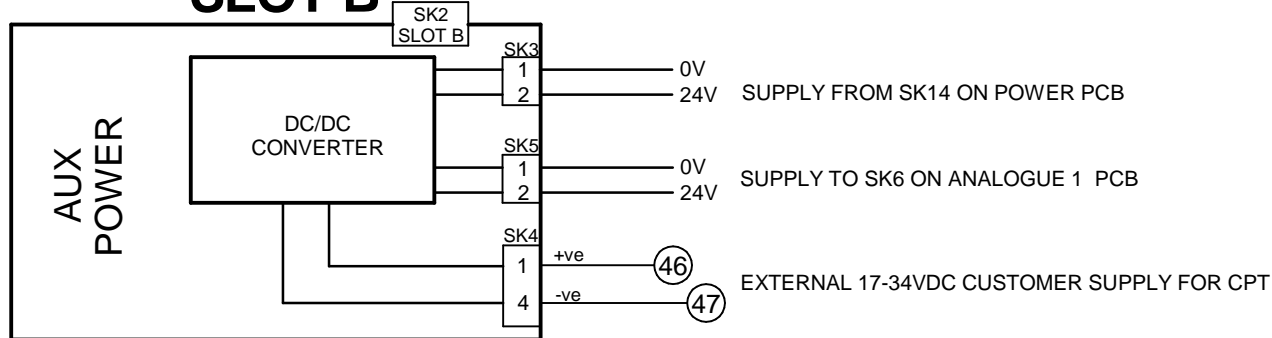 SLOT B
SK2
SLOT B
SK3
1
0V
2
24V
SUPPLY FROM SK14 ON POWER PCB
DC/DC
CONVERTER
AUX
POWER
SK5
1
0V
2
24V
SUPPLY TO SK6 ON ANALOGUE 1 PCB
SK4
1
+ve
46
4
-ve
47
EXTERNAL 17-34VDC CUSTOMER SUPPLY FOR CPT